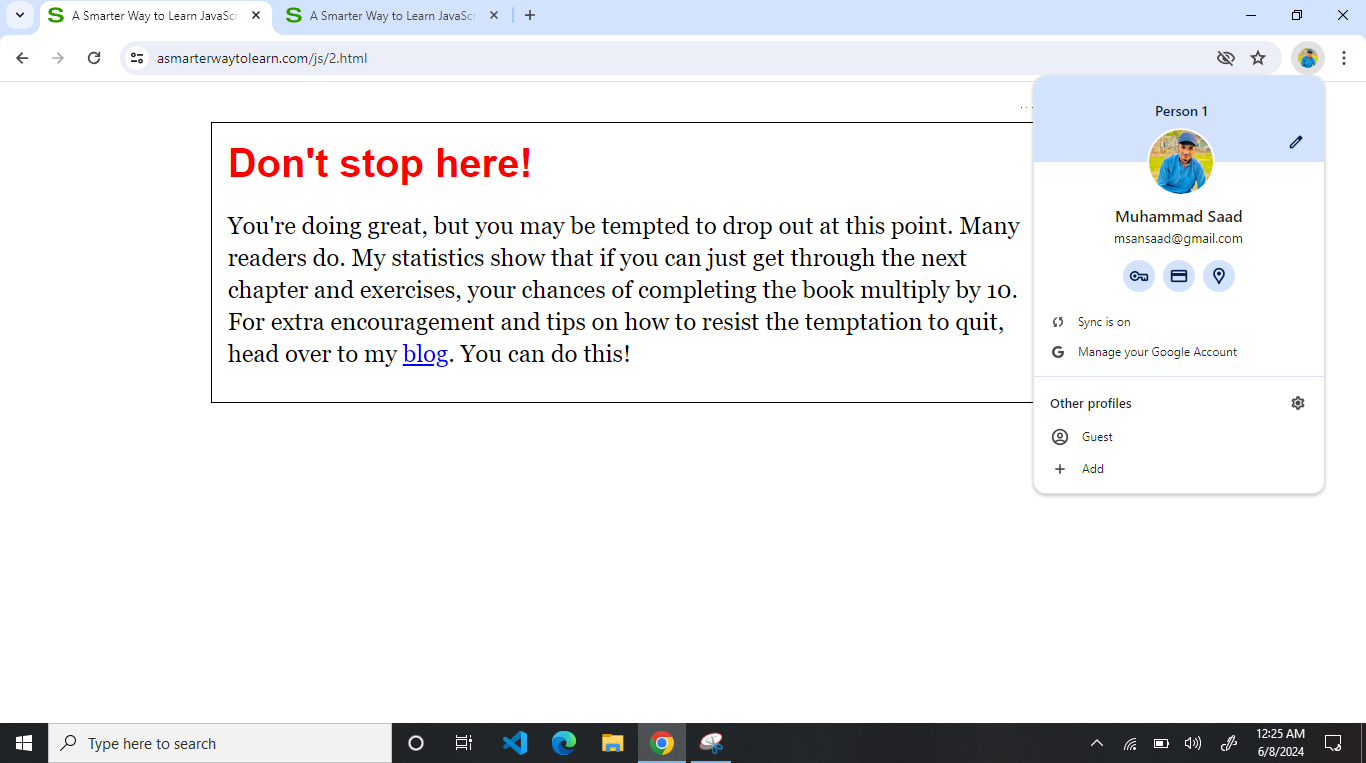 A Smarter Way to Learn JavaScr
A Smarter Way to Learn JavaScr
asmarterwaytolearn.com/js/2.html
Person 1
Don't stop here!
Muhammad Saad
msansaad@gmail.com
You're doing great, but you may be tempted to drop out at this point. Many
readers do. My statistics show that if you can just get through the next
chapter and exercises, your chances of completing the book multiply by 10.
For extra encouragement and tips on how to resist the temptation to quit,
head over to my blog. You can do this!
Sync is on
Manage your Google Account
Other profiles
Guest
Add
Type here to search
12:25 AM
6/8/2024